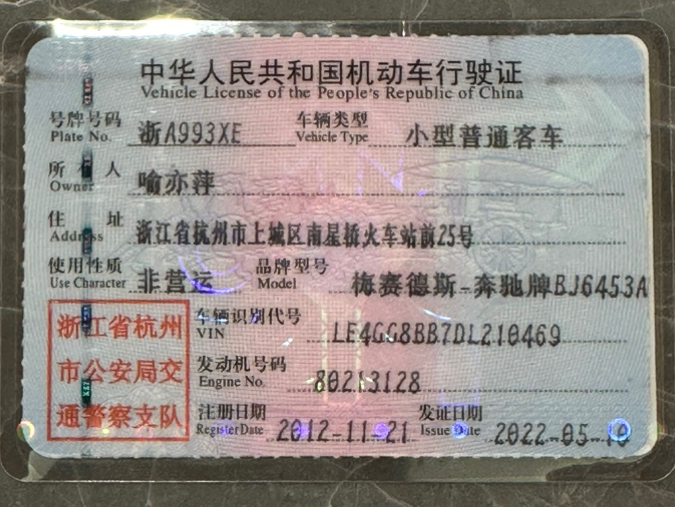 中华人民共和国机动车行驶证
Vehicle License of the People's Republic of China
号牌号码 浙A993XE 车辆类型 小型普通客车
Plate No. Vehicle Type
所有人 喻亦萍
Owner
住址 浙江省杭州市上城区南星桥火车站前25号
Address
使用性质 非营运 品牌型号 梅赛德斯-奔驰牌BJ6453A
Use Character Model
浙江省杭州
市公安局交
通警察支队
车辆识别代号 LE4GG8BB7DL210469
VIN
发动机号码 80213128
Engine No.
注册日期 2012-11-21 发证日期 2022-05-
Register Date Issue Date